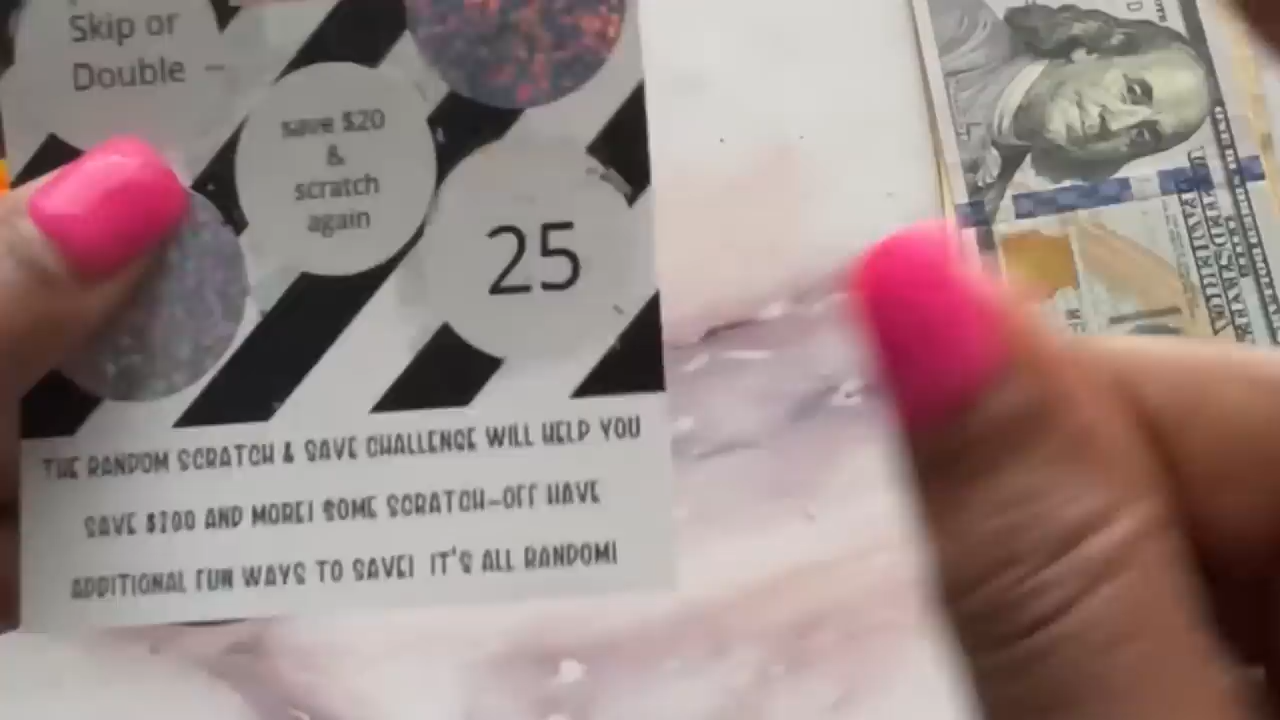 Skip or
Double
save $20
&
scratch
again
25
THE RANDOM SCRATCH & SAVE CHALLENGE WILL HELP YOU
SAVE $200 AND MORE! SOME SCRATCH-OFF HAVE
ADDITIONAL FUN WAYS TO SAVE! IT'S ALL RANDOM!